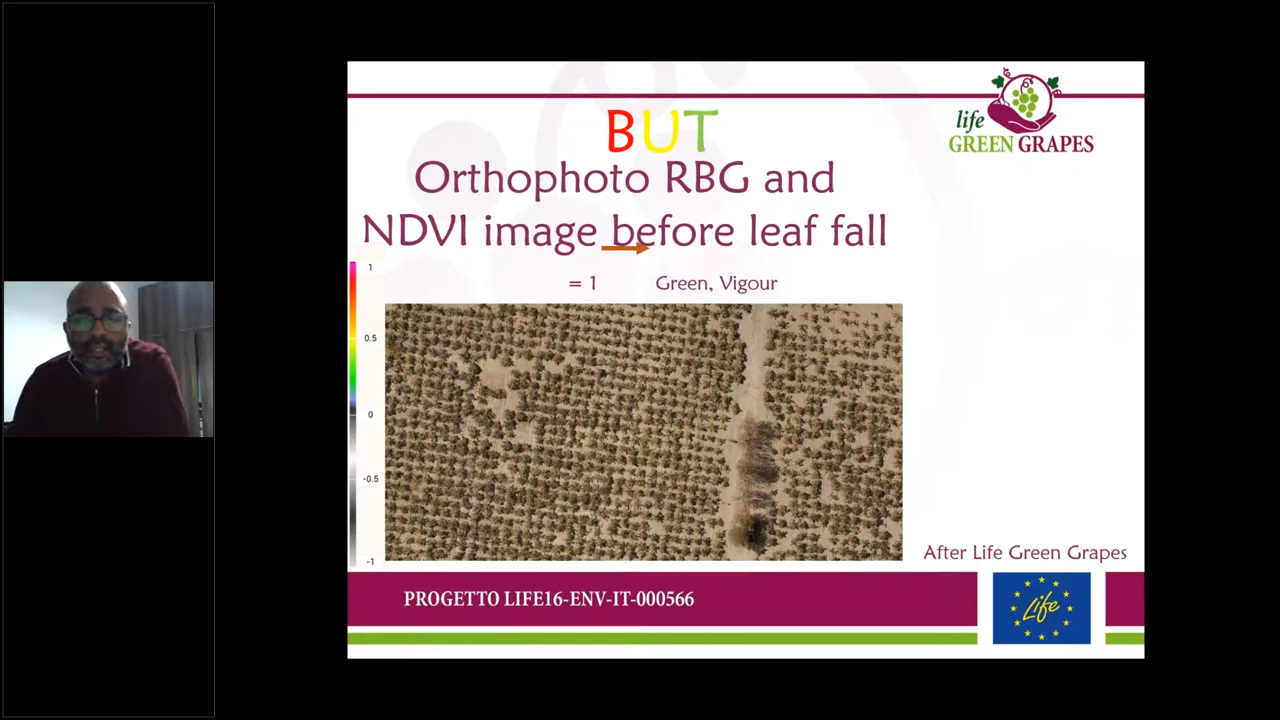 life
GREEN GRAPES
BUT
Orthophoto RBG and
NDVI image before leaf fall
= 1 Green, Vigour
1
0.5
0
-0.5
-1
After Life Green Grapes
PROGETTO LIFE16-ENV-IT-000566
Life